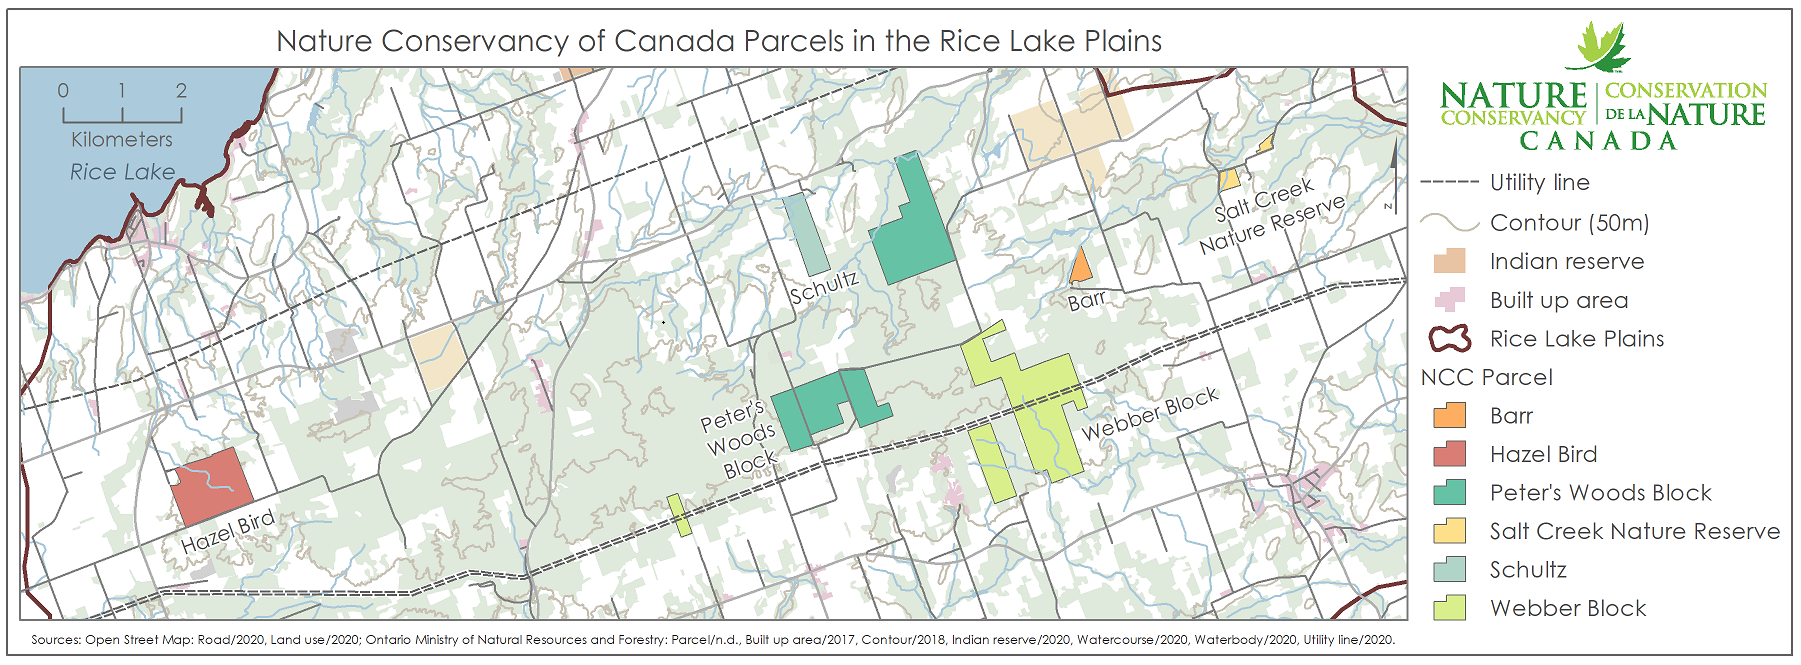 Nature Conservancy of Canada Parcels in the Rice Lake Plains
0 1 2
Kilometers
Rice Lake
Schultz
Barr
Salt Creek
Nature Reserve
Peter's
Woods
Block
Webber Block
Hazel Bird
N
NATURE
CONSERVANCY
CONSERVATION
DE LA NATURE
CANADA
Utility line
Contour (50m)
Indian reserve
Built up area
Rice Lake Plains
NCC Parcel
Barr
Hazel Bird
Peter's Woods Block
Salt Creek Nature Reserve
Schultz
Webber Block
Sources: Open Street Map: Road/2020, Land use/2020; Ontario Ministry of Natural Resources and Forestry: Parcel/n.d., Built up area/2017, Contour/2018, Indian reserve/2020, Watercourse/2020, Waterbody/2020, Utility line/2020.